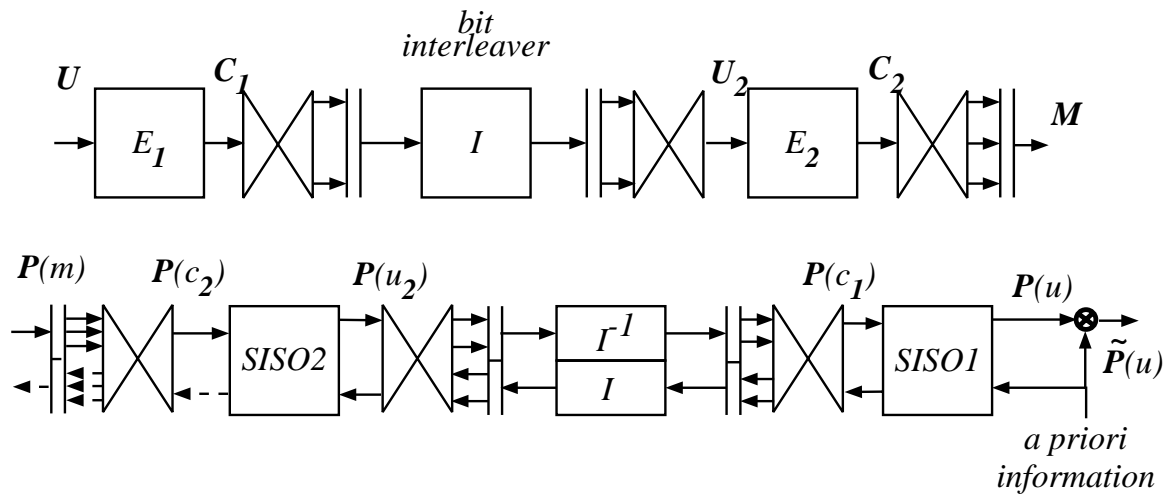 bit
interleaver
U
C1
U2
C2
M
E1
I
E2
P(m)
P(c2)
P(u2)
P(c1)
P(u)
SISO2
I-1
I
SISO1
P̃(u)
a priori
information